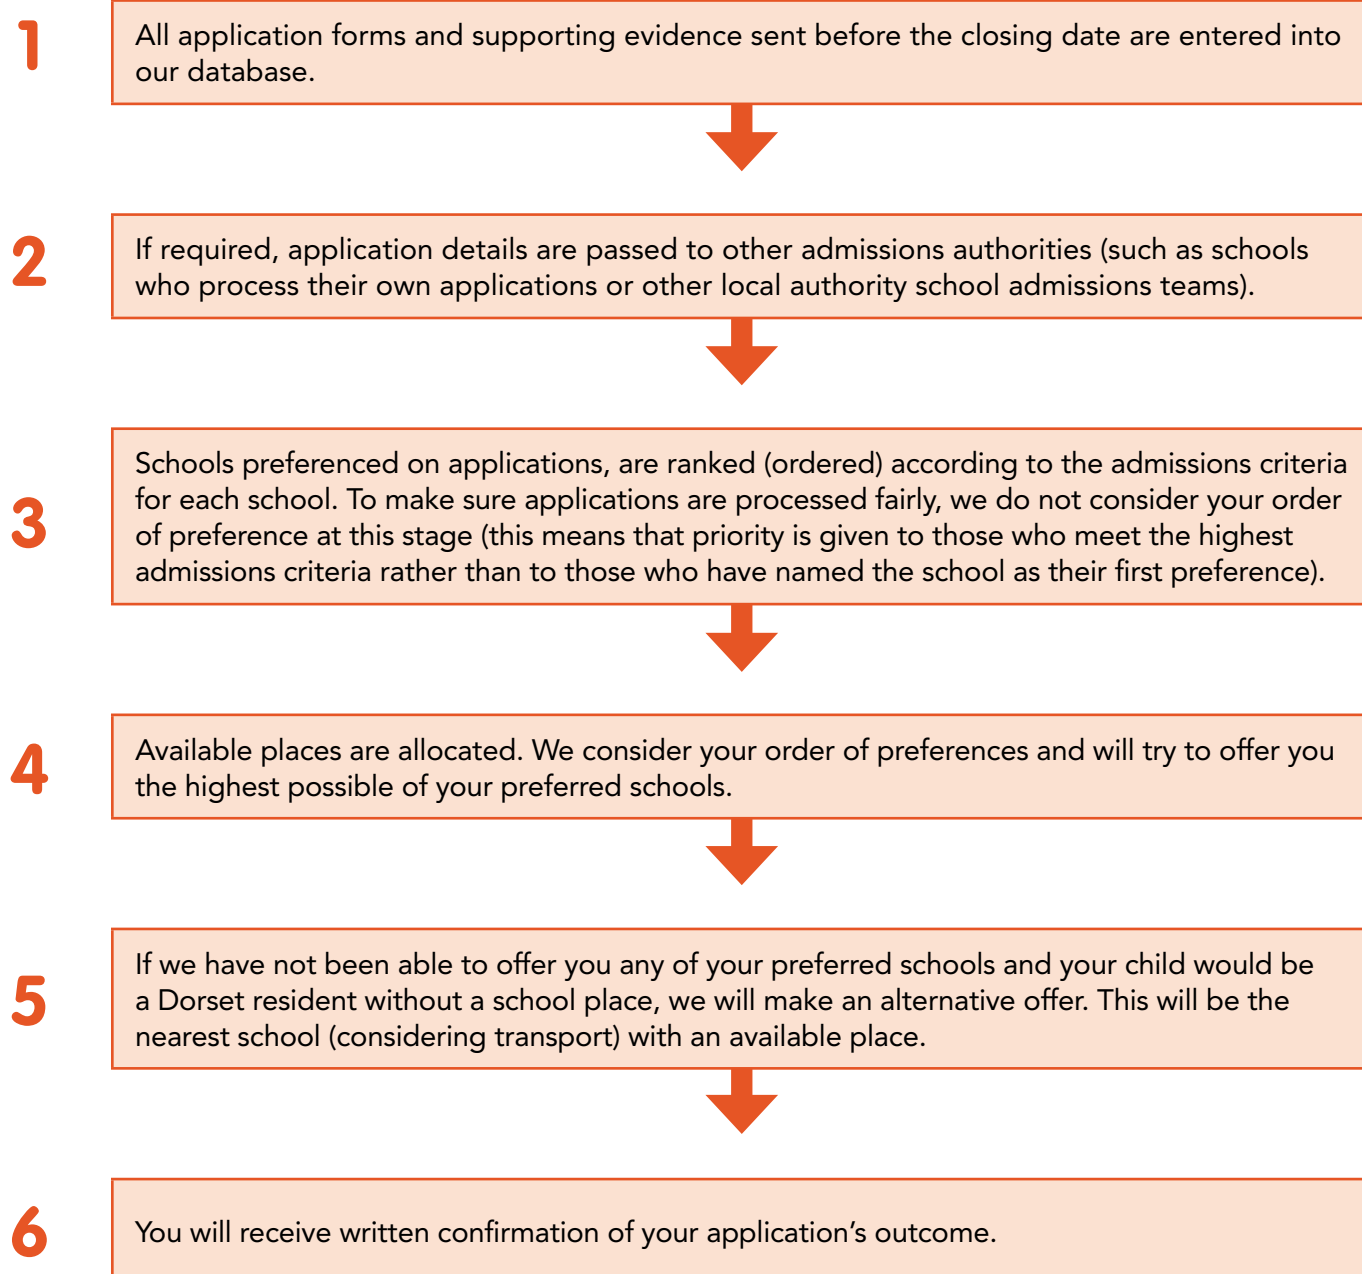 1
All application forms and supporting evidence sent before the closing date are entered into
our database.
2
If required, application details are passed to other admissions authorities (such as schools
who process their own applications or other local authority school admissions teams).
3
Schools preferenced on applications, are ranked (ordered) according to the admissions criteria
for each school. To make sure applications are processed fairly, we do not consider your order
of preference at this stage (this means that priority is given to those who meet the highest
admissions criteria rather than to those who have named the school as their first preference).
4
Available places are allocated. We consider your order of preferences and will try to offer you
the highest possible of your preferred schools.
5
If we have not been able to offer you any of your preferred schools and your child would be
a Dorset resident without a school place, we will make an alternative offer. This will be the
nearest school (considering transport) with an available place.
6
You will receive written confirmation of your application’s outcome.